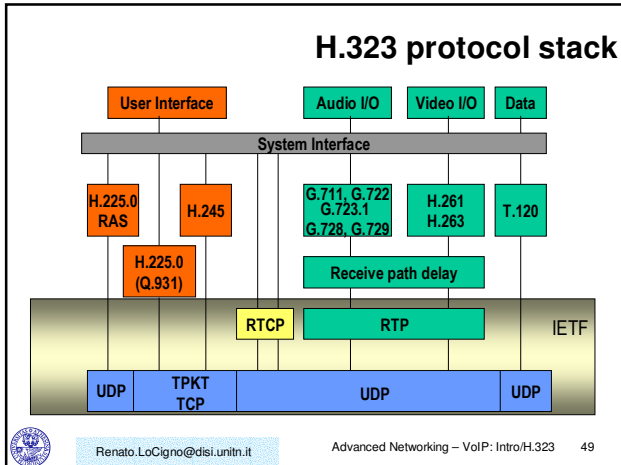 H.323 protocol stack
User Interface
Audio I/O
Video I/O
Data
System Interface
H.225.0
RAS
H.245
G.711, G.722
G.723.1
G.728, G.729
H.261
H.263
T.120
H.225.0
(Q.931)
Receive path delay
RTCP
RTP
IETF
UDP
TPKT
TCP
UDP
UDP
Renato.LoCigno@disi.unitn.it
Advanced Networking – VoIP: Intro/H.323 49